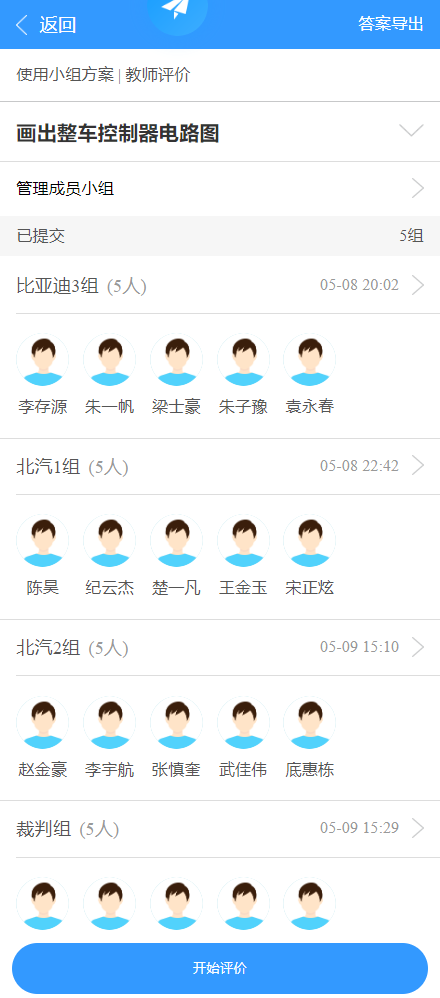 返回 答案导出
使用小组方案 | 教师评价
画出整车控制器电路图
管理成员小组
已提交 5组
比亚迪3组 (5人) 05-08 20:02
李存源 朱一帆 梁士豪 朱子豫 袁永春
北汽1组 (5人) 05-08 22:42
陈昊 纪云杰 楚一凡 王金玉 宋正炫
北汽2组 (5人) 05-09 15:10
赵金豪 李宇航 张慎奎 武佳伟 底惠栋
裁判组 (5人) 05-09 15:29
开始评价